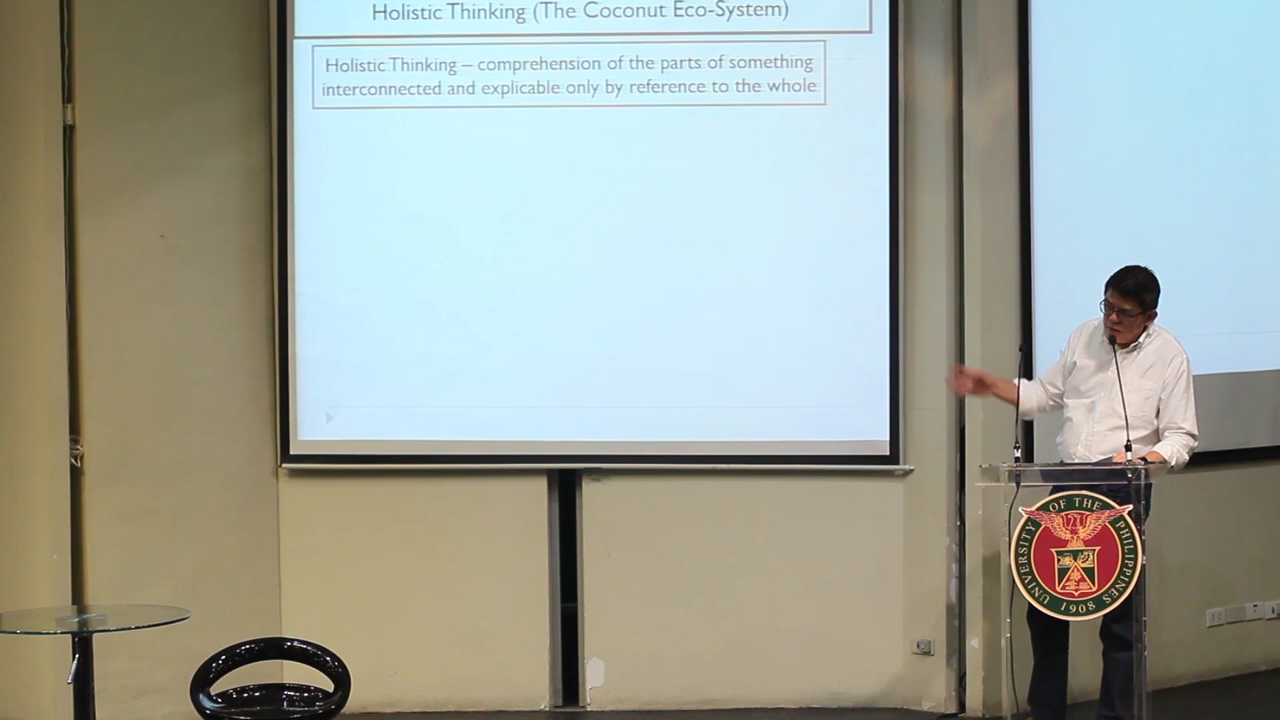 Holistic Thinking (The Coconut Eco-System)
Holistic Thinking – comprehension of the parts of something
interconnected and explicable only by reference to the whole
UNIVERSITY OF THE PHILIPPINES
1908